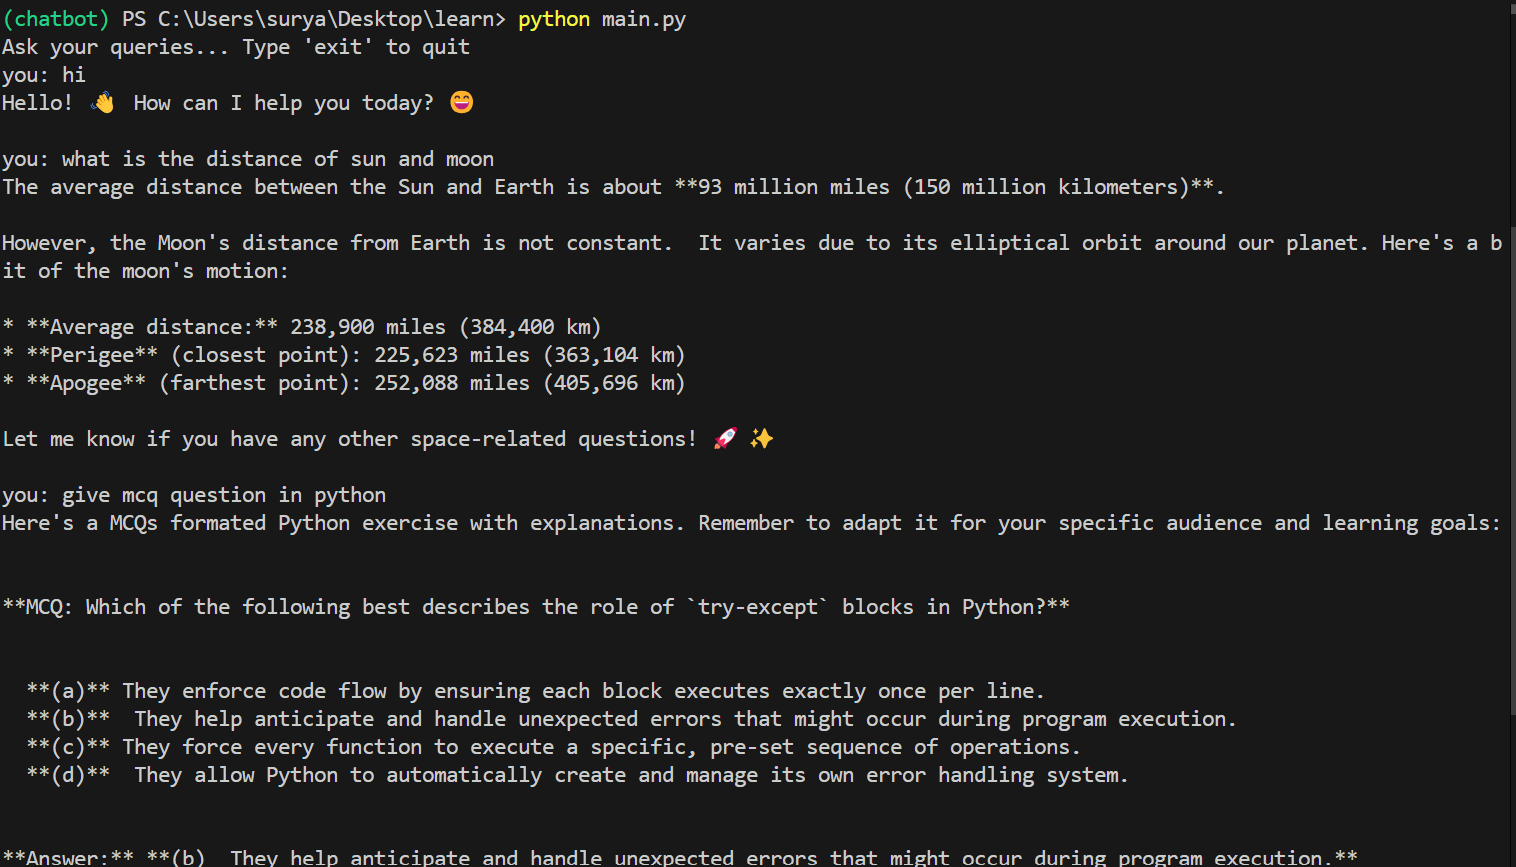 (chatbot) PS C:\Users\surya\Desktop\learn> python main.py
Ask your queries... Type 'exit' to quit
you: hi
Hello! 👋 How can I help you today? 😄
you: what is the distance of sun and moon
The average distance between the Sun and Earth is about **93 million miles (150 million kilometers)**.
However, the Moon's distance from Earth is not constant.  It varies due to its elliptical orbit around our planet. Here's a b
it of the moon's motion:
* **Average distance:** 238,900 miles (384,400 km)
* **Perigee** (closest point): 225,623 miles (363,104 km)
* **Apogee** (farthest point): 252,088 miles (405,696 km)
Let me know if you have any other space-related questions! 🚀 ✨
you: give mcq question in python
Here's a MCQs formated Python exercise with explanations. Remember to adapt it for your specific audience and learning goals:
**MCQ: Which of the following best describes the role of `try-except` blocks in Python?**
**(a)** They enforce code flow by ensuring each block executes exactly once per line.
**(b)**  They help anticipate and handle unexpected errors that might occur during program execution.
**(c)** They force every function to execute a specific, pre-set sequence of operations.
**(d)**  They allow Python to automatically create and manage its own error handling system.
**Answer:** **(b)  They help anticipate and handle unexpected errors that might occur during program execution.**